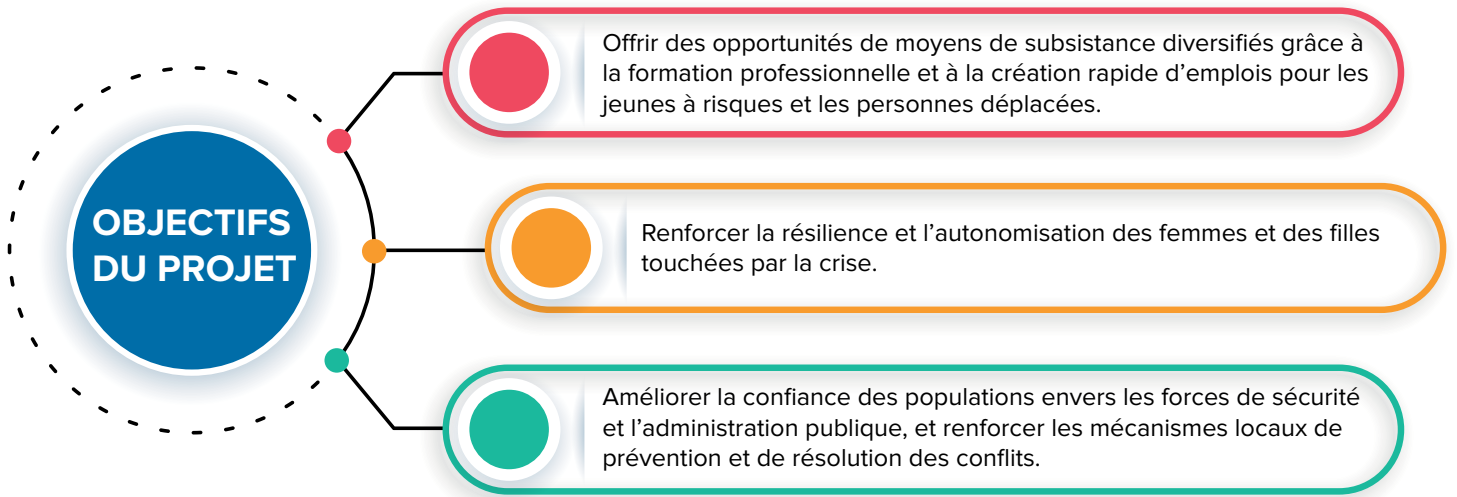 OBJECTIFS
DU PROJET
Offrir des opportunités de moyens de subsistance diversifiés grâce à
la formation professionnelle et à la création rapide d’emplois pour les
jeunes à risques et les personnes déplacées.
Renforcer la résilience et l’autonomisation des femmes et des filles
touchées par la crise.
Améliorer la confiance des populations envers les forces de sécurité
et l’administration publique, et renforcer les mécanismes locaux de
prévention et de résolution des conflits.